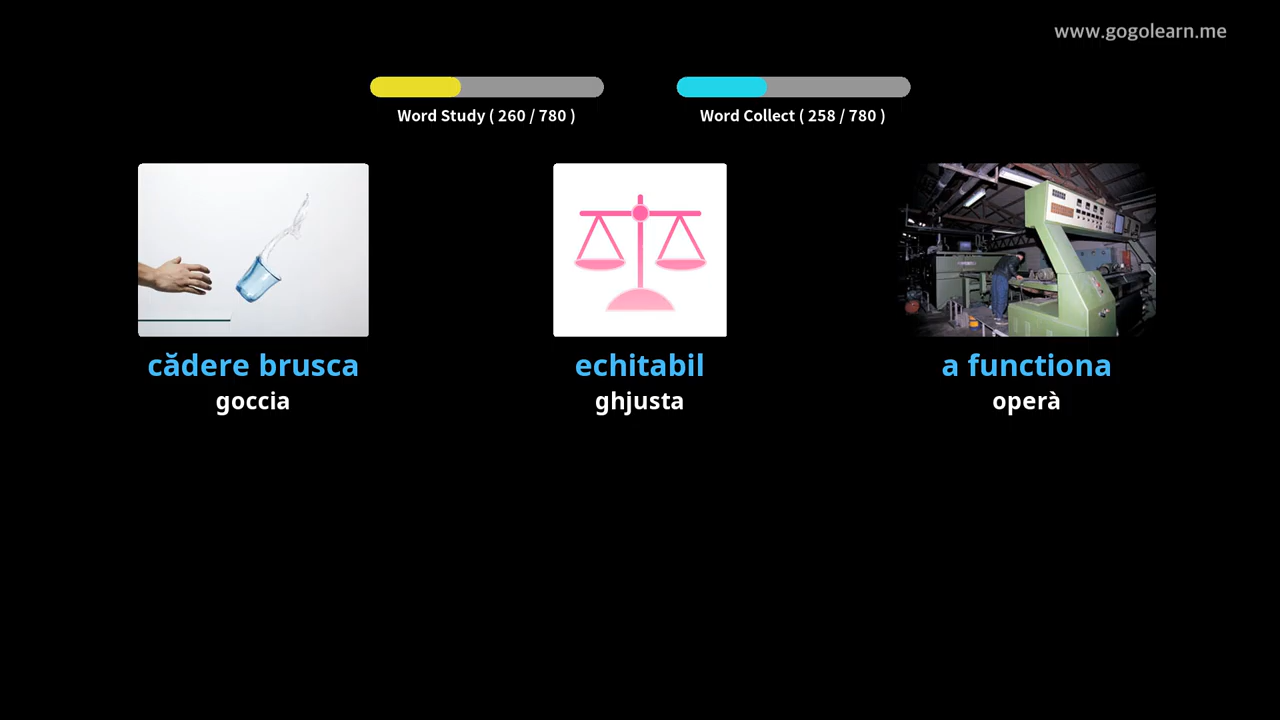 www.gogolearn.me
Word Study ( 260 / 780 )
Word Collect ( 258 / 780 )
cădere brusca
echitabil
a functiona
goccia
ghjusta
operà